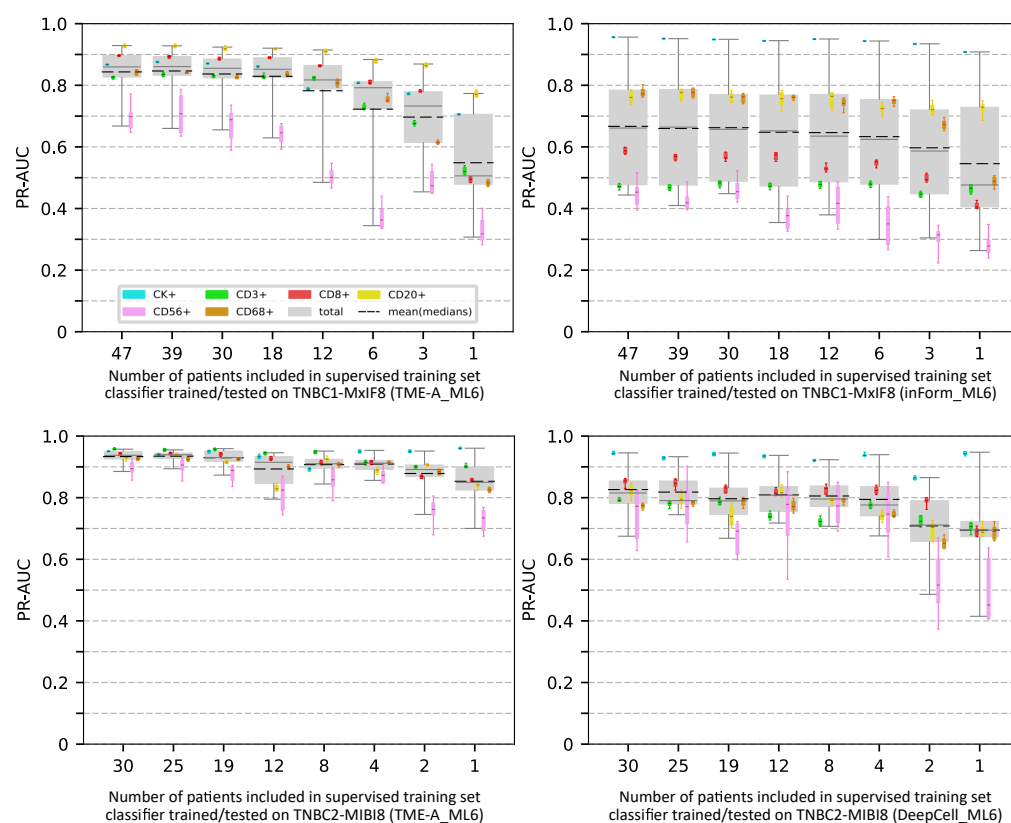 1.0
0.8
0.6
0.4
0.2
0
PR-AUC
CK+ CD3+ CD8+ CD20+
CD56+ CD68+ total mean(medians)
47 39 30 18 12 6 3 1
Number of patients included in supervised training set
classifier trained/tested on TNBC1-MxIF8 (TME-A_ML6)
1.0
0.8
0.6
0.4
0.2
0
PR-AUC
47 39 30 18 12 6 3 1
Number of patients included in supervised training set
classifier trained/tested on TNBC1-MxIF8 (inForm_ML6)
1.0
0.8
0.6
0.4
0.2
0
PR-AUC
30 25 19 12 8 4 2 1
Number of patients included in supervised training set
classifier trained/tested on TNBC2-MIBI8 (TME-A_ML6)
1.0
0.8
0.6
0.4
0.2
0
PR-AUC
30 25 19 12 8 4 2 1
Number of patients included in supervised training set
classifier trained/tested on TNBC2-MIBI8 (DeepCell_ML6)